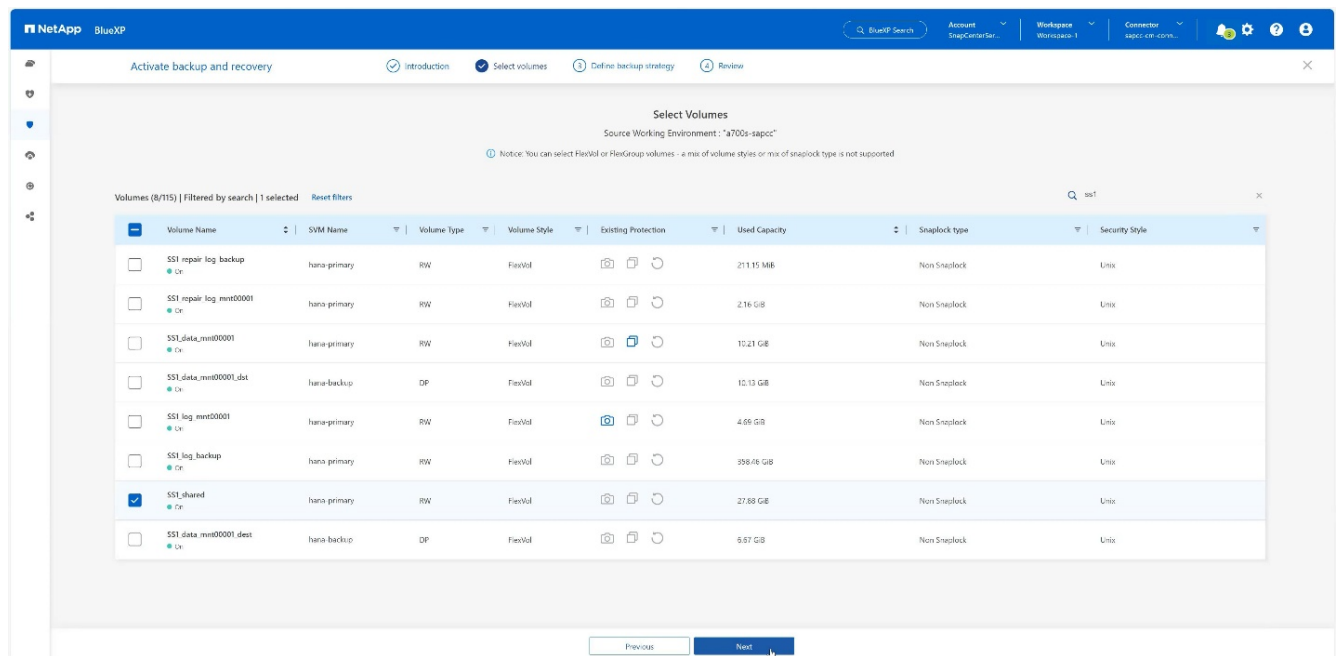 NetApp BlueXP
BlueXP Search
Account
SnapCenterSer...
Workspace
Workspace-1
Connector
sapcc-cm-conn...
3
Activate backup and recovery
Introduction
Select volumes
3 Define backup strategy
4 Review
Select Volumes
Source Working Environment : "a700s-sapcc"
Notice: You can select FlexVol or FlexGroup volumes - a mix of volume styles or mix of snaplock type is not supported
Volumes (8/115) | Filtered by search | 1 selected Reset filters
ss1
Volume Name SVM Name Volume Type Volume Style Existing Protection Used Capacity Snaplock type Security Style
SS1_repair_log_backup
On
hana-primary RW FlexVol 211.15 MiB Non Snaplock Unix
SS1_repair_log_mnt00001
On
hana-primary RW FlexVol 2.16 GiB Non Snaplock Unix
SS1_data_mnt00001
On
hana-primary RW FlexVol 10.21 GiB Non Snaplock Unix
SS1_data_mnt00001_dst
On
hana-backup DP FlexVol 10.13 GiB Non Snaplock Unix
SS1_log_mnt00001
On
hana-primary RW FlexVol 4.69 GiB Non Snaplock Unix
SS1_log_backup
On
hana-primary RW FlexVol 358.46 GiB Non Snaplock Unix
SS1_shared
On
hana-primary RW FlexVol 27.68 GiB Non Snaplock Unix
SS1_data_mnt00001_dest
On
hana-backup DP FlexVol 6.67 GiB Non Snaplock Unix
Previous
Next